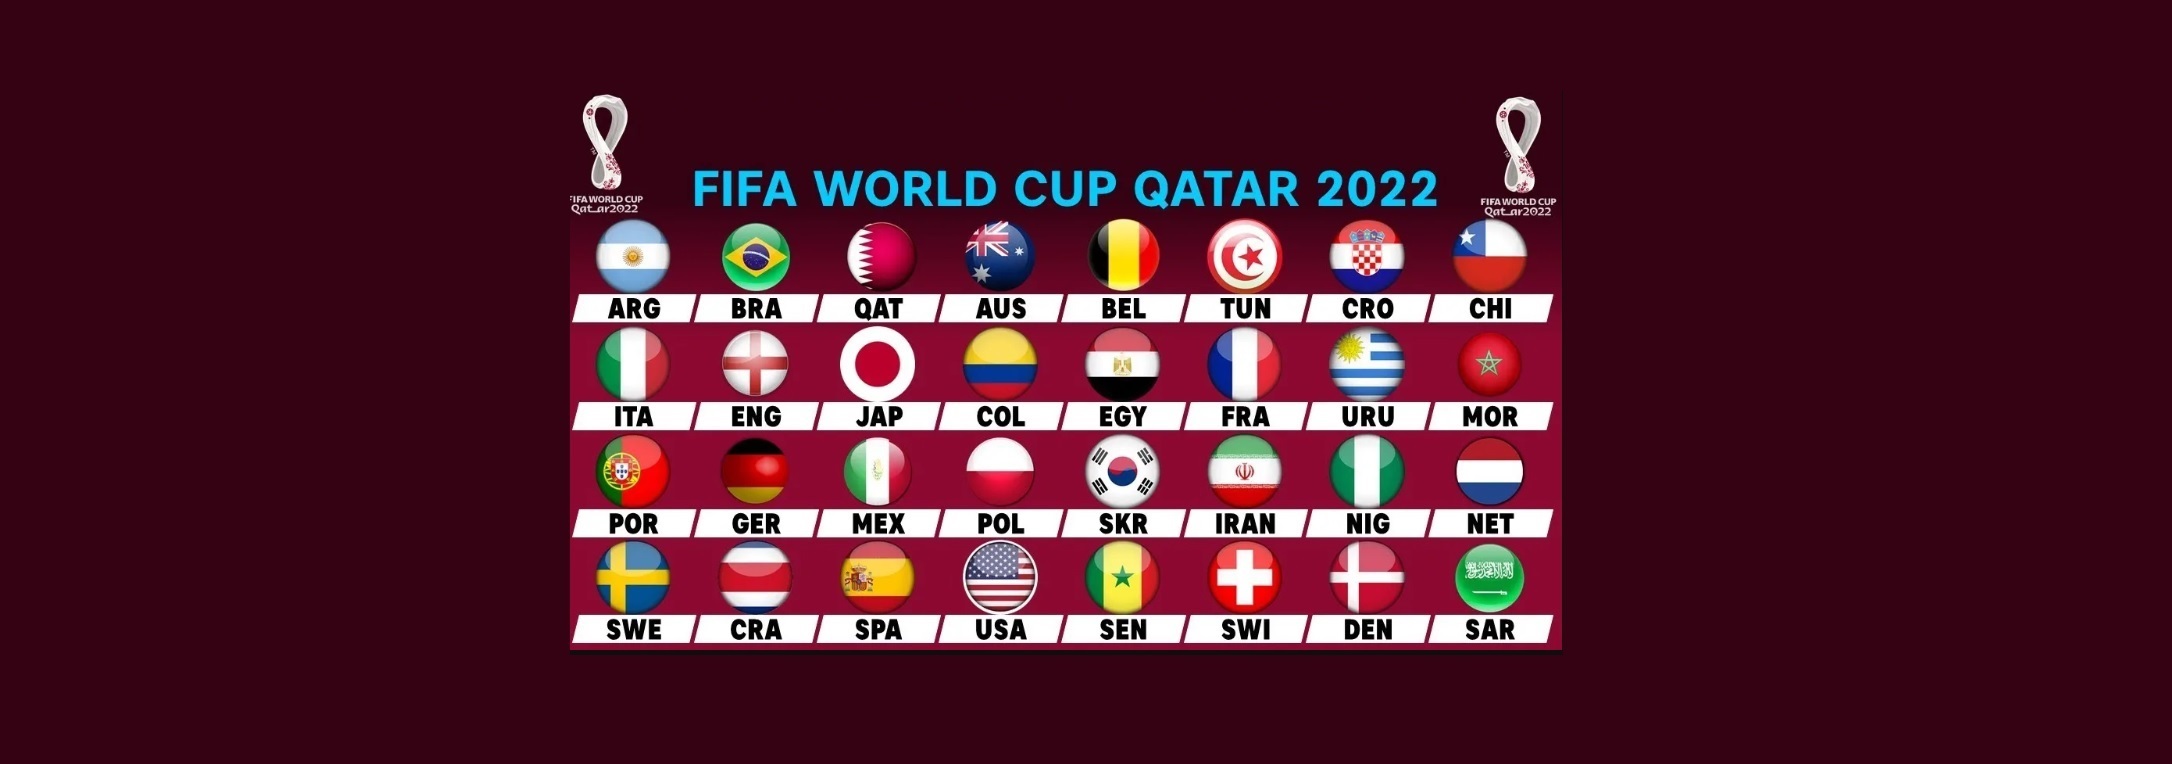 FIFA WORLD CUP
Qatar2022
FIFA WORLD CUP QATAR 2022
FIFA WORLD CUP
Qatar2022
ARG BRA QAT AUS BEL TUN CRO CHI
ITA ENG JAP COL EGY FRA URU MOR
POR GER MEX POL SKR IRAN NIG NET
SWE CRA SPA USA SEN SWI DEN SAR